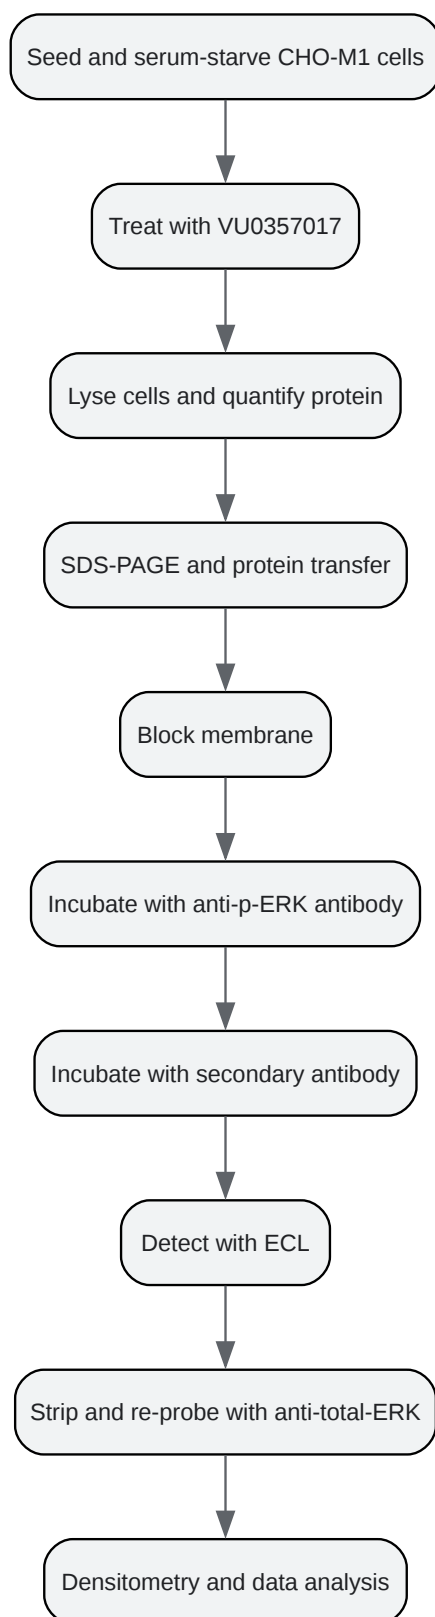 Seed and serum-starve CHO-M1 cells
Treat with VU0357017
Lyse cells and quantify protein
SDS-PAGE and protein transfer
Block membrane
Incubate with anti-p-ERK antibody
Incubate with secondary antibody
Detect with ECL
Strip and re-probe with anti-total-ERK
Densitometry and data analysis